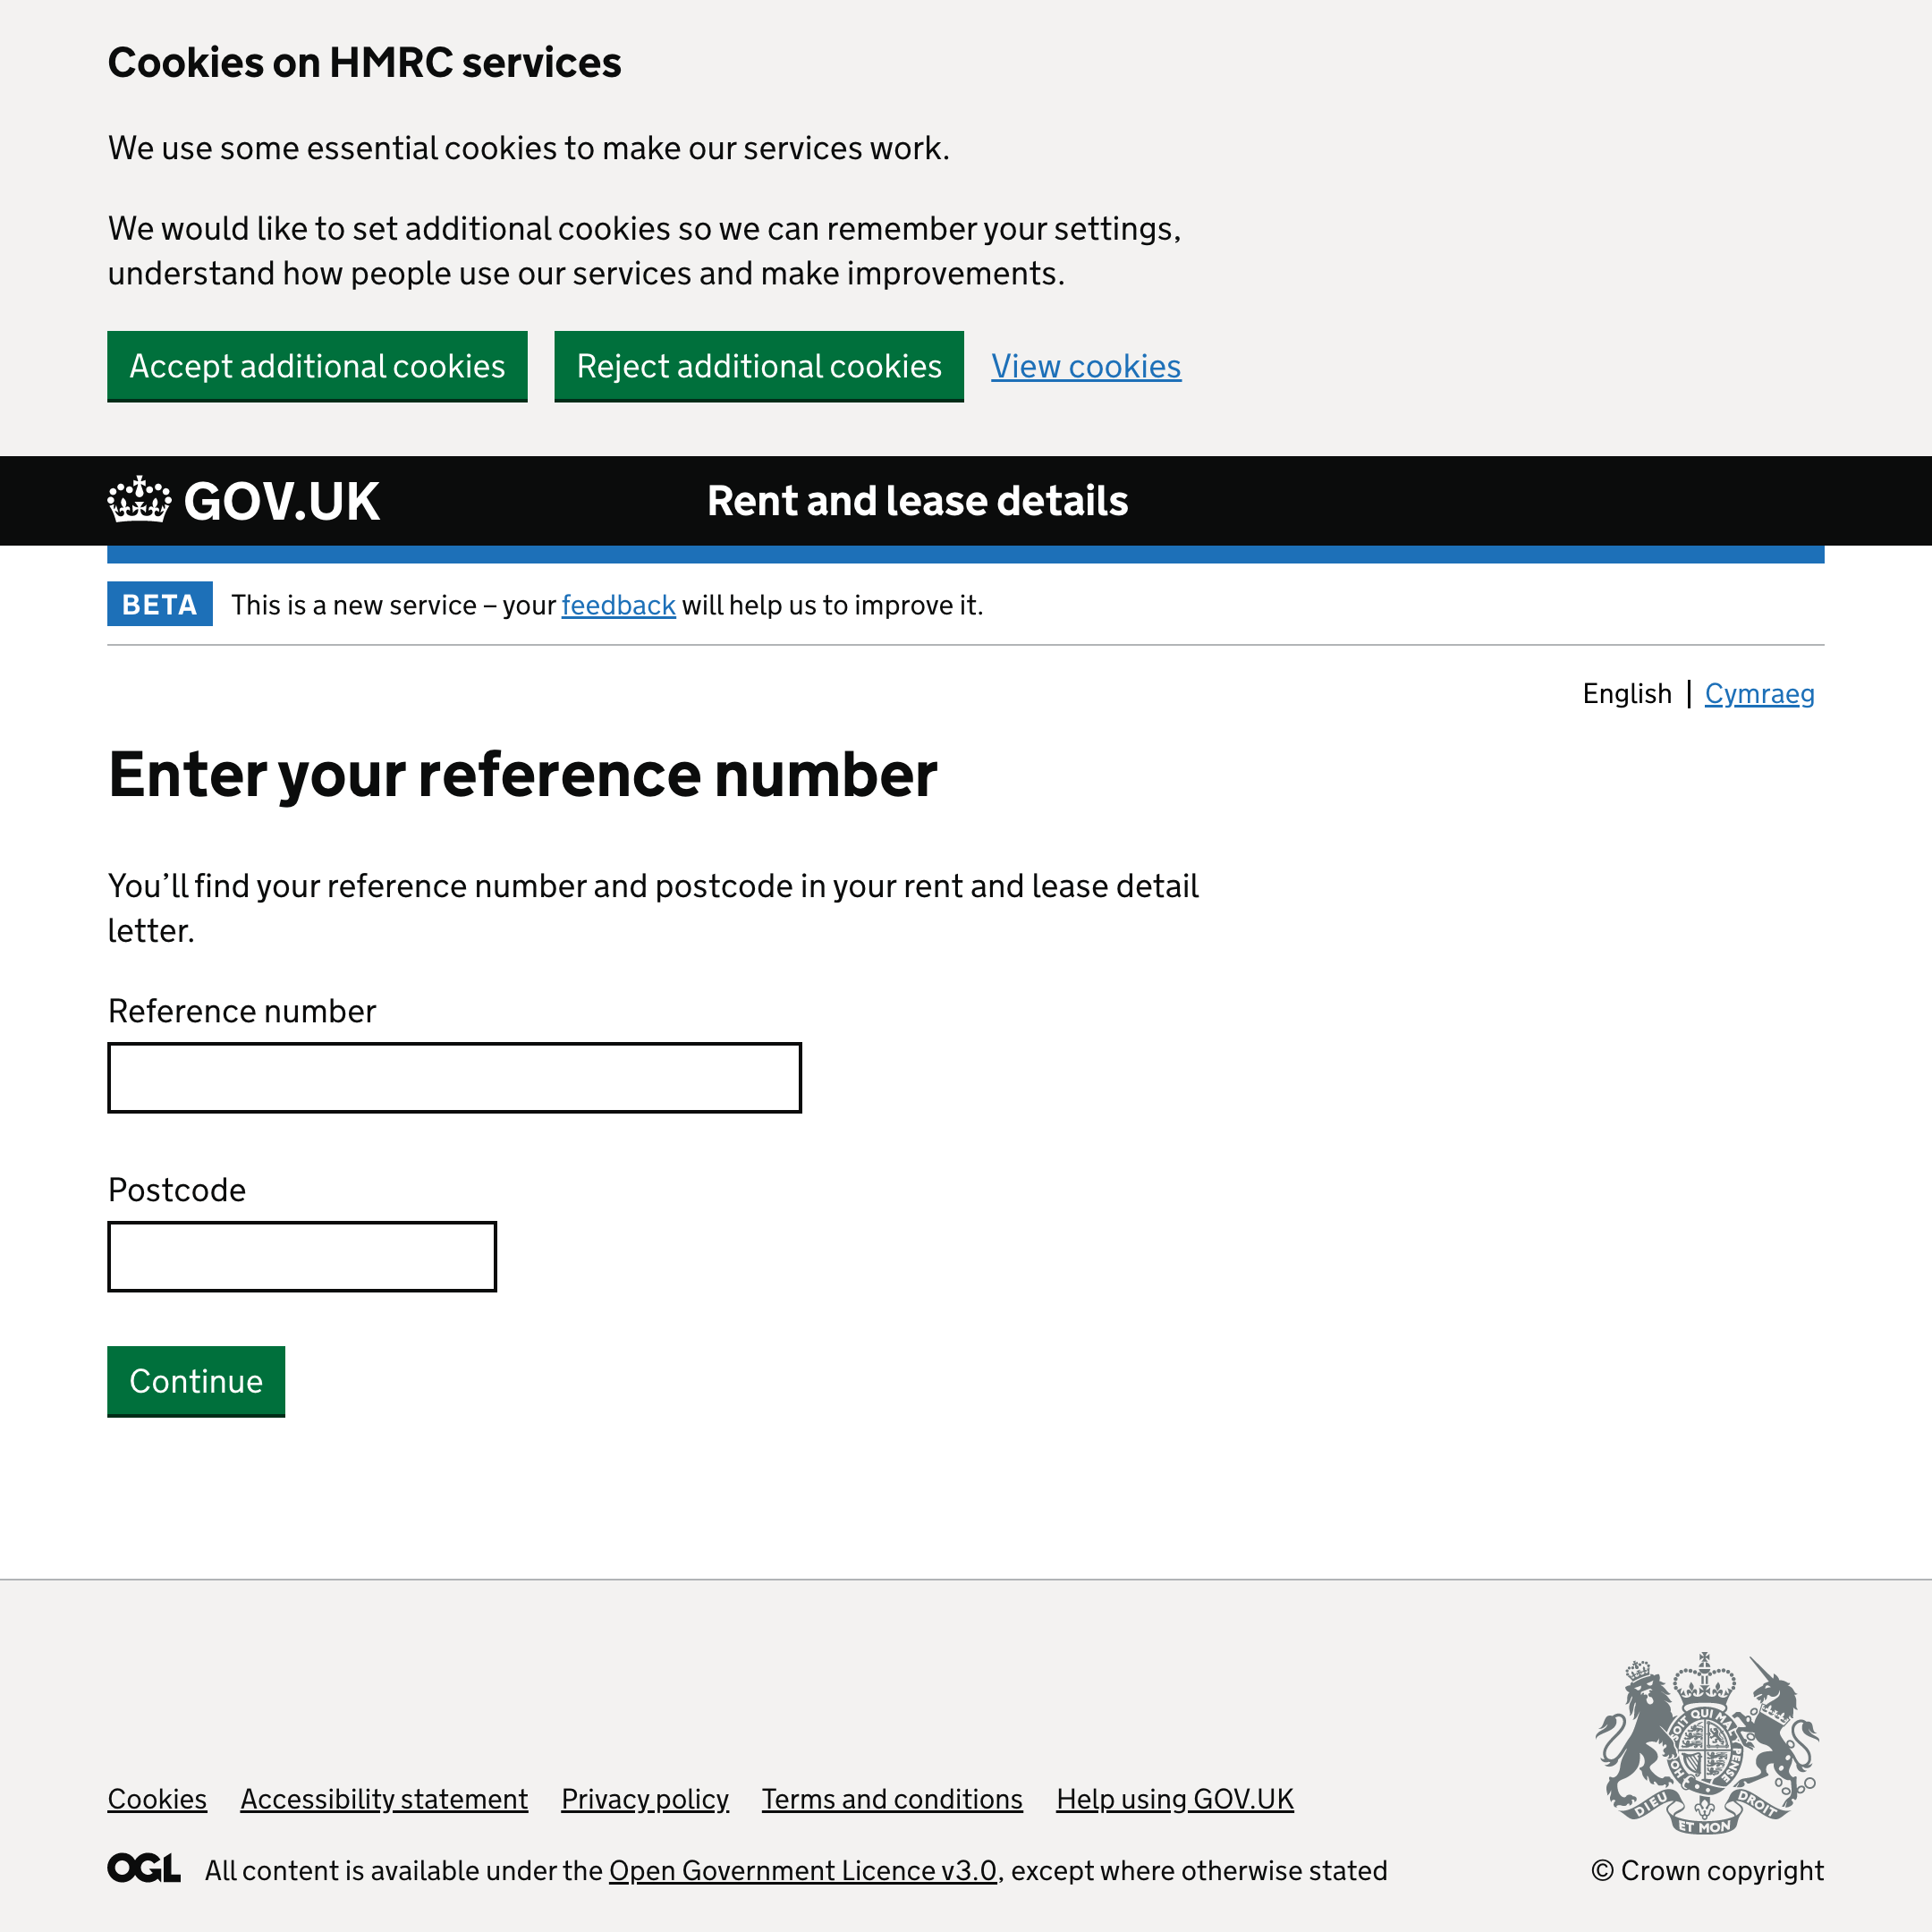 Cookies on HMRC services
We use some essential cookies to make our services work.
We would like to set additional cookies so we can remember your settings,
understand how people use our services and make improvements.
Accept additional cookies Reject additional cookies View cookies
GOV.UK Rent and lease details
BETA This is a new service – your feedback will help us to improve it.
English | Cymraeg
Enter your reference number
You’ll find your reference number and postcode in your rent and lease detail
letter.
Reference number
Postcode
Continue
Cookies Accessibility statement Privacy policy Terms and conditions Help using GOV.UK
SOIT QUI MAL Y PENSE HONI
DIEU ET MON DROIT
OGL All content is available under the Open Government Licence v3.0, except where otherwise stated
© Crown copyright